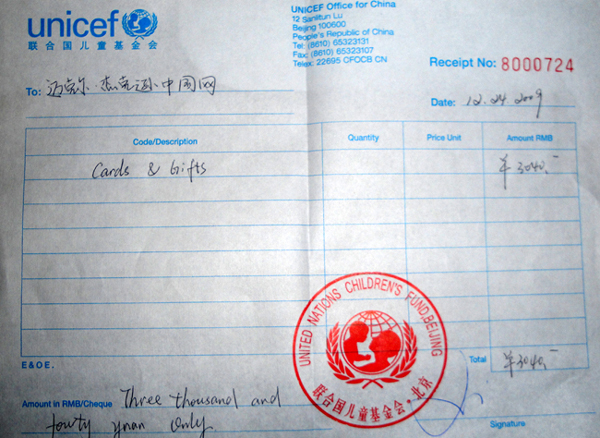 unicef
联合国儿童基金会
UNICEF Office for China
12 Sanlitun Lu
Beijing 100600
People's Republic of China
Tel: (8610) 65323131
Fax: (8610) 65323107
Telex: 22695 CFOCB CN
Receipt No: 8000724
To: 迈克尔·杰克逊·中国网
Date: 12.24.2009
Code/Description Quantity Price Unit Amount RMB
Cards & Gifts ¥3040.-
UNITED NATIONS CHILDREN'S FUND, BEIJING
联合国儿童基金会·北京
E&OE. Total ¥3040.-
Amount in RMB/Cheque Three thousand and
fourty yuan only
Signature